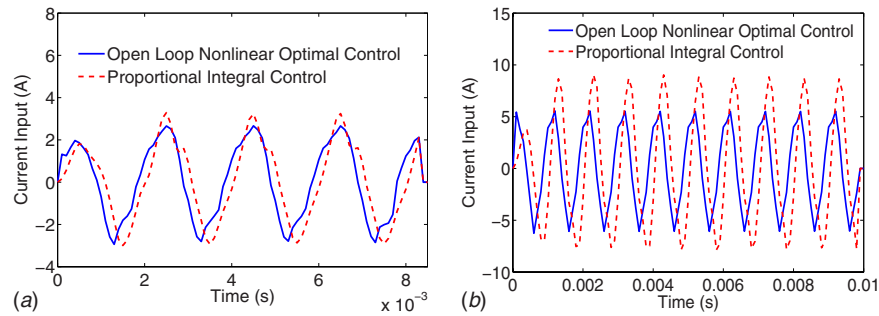 8
6
4
2
0
−2
−4
Current Input (A)
Open Loop Nonlinear Optimal Control
Proportional Integral Control
0
2
4
6
8
x 10⁻³
Time (s)
(a)
15
10
5
0
−5
−10
Current Input (A)
Open Loop Nonlinear Optimal Control
Proportional Integral Control
0
0.002
0.004
0.006
0.008
0.01
Time (s)
(b)